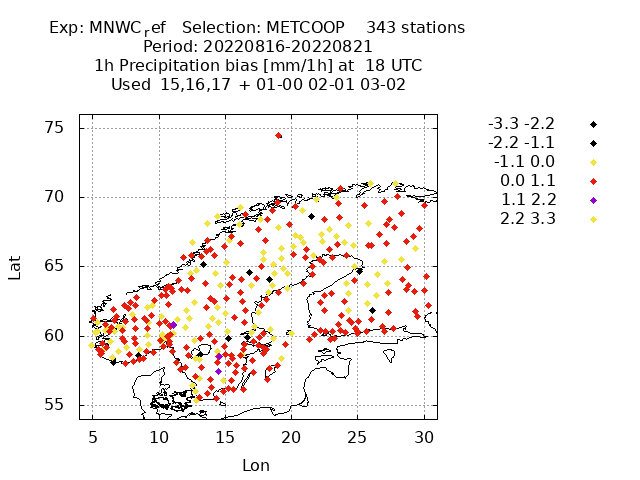 Exp: MNWCref   Selection: METCOOP    343 stations
Period: 20220816-20220821
1h Precipitation bias [mm/1h] at  18 UTC
Used  15,16,17 + 01-00 02-01 03-02
-3.3 -2.2
-2.2 -1.1
-1.1 0.0
0.0 1.1
1.1 2.2
2.2 3.3
75
70
65
60
55
Lat
5 10 15 20 25 30
Lon